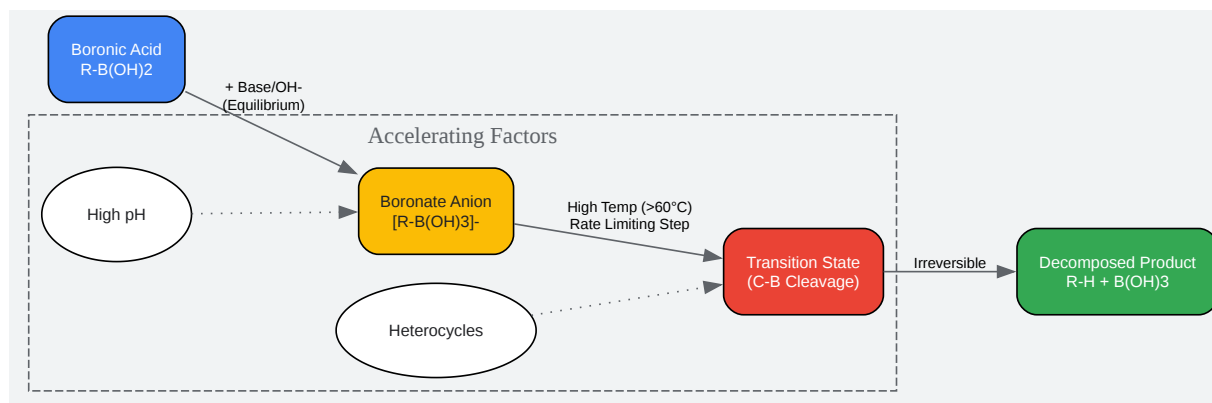 Boronic Acid
R-B(OH)2
+ Base/OH-
(Equilibrium)
Accelerating Factors
High pH
Boronate Anion
[R-B(OH)3]-
High Temp (>60°C)
Rate Limiting Step
Heterocycles
Transition State
(C-B Cleavage)
Irreversible
Decomposed Product
R-H + B(OH)3